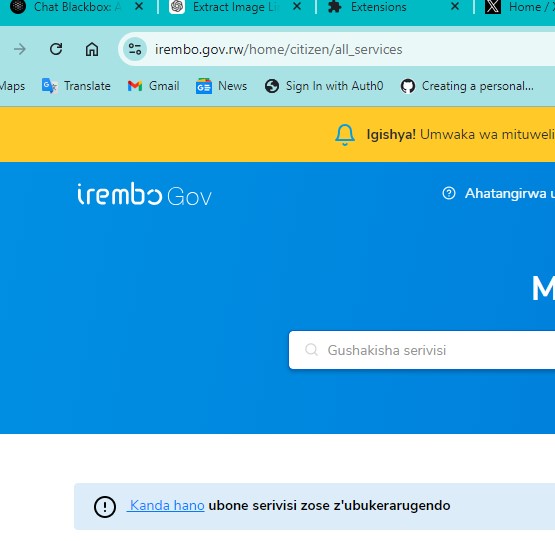 Chat Blackbox: A
Extract Image Li
Extensions
Home / X
irembo.gov.rw/home/citizen/all_services
Maps Translate Gmail News Sign In with Auth0 Creating a personal...
Igishya! Umwaka wa mituweli
irembo Gov
Ahatangirwa u
M
Gushakisha serivisi
Kanda hano ubone serivisi zose z'ubukerarugendo